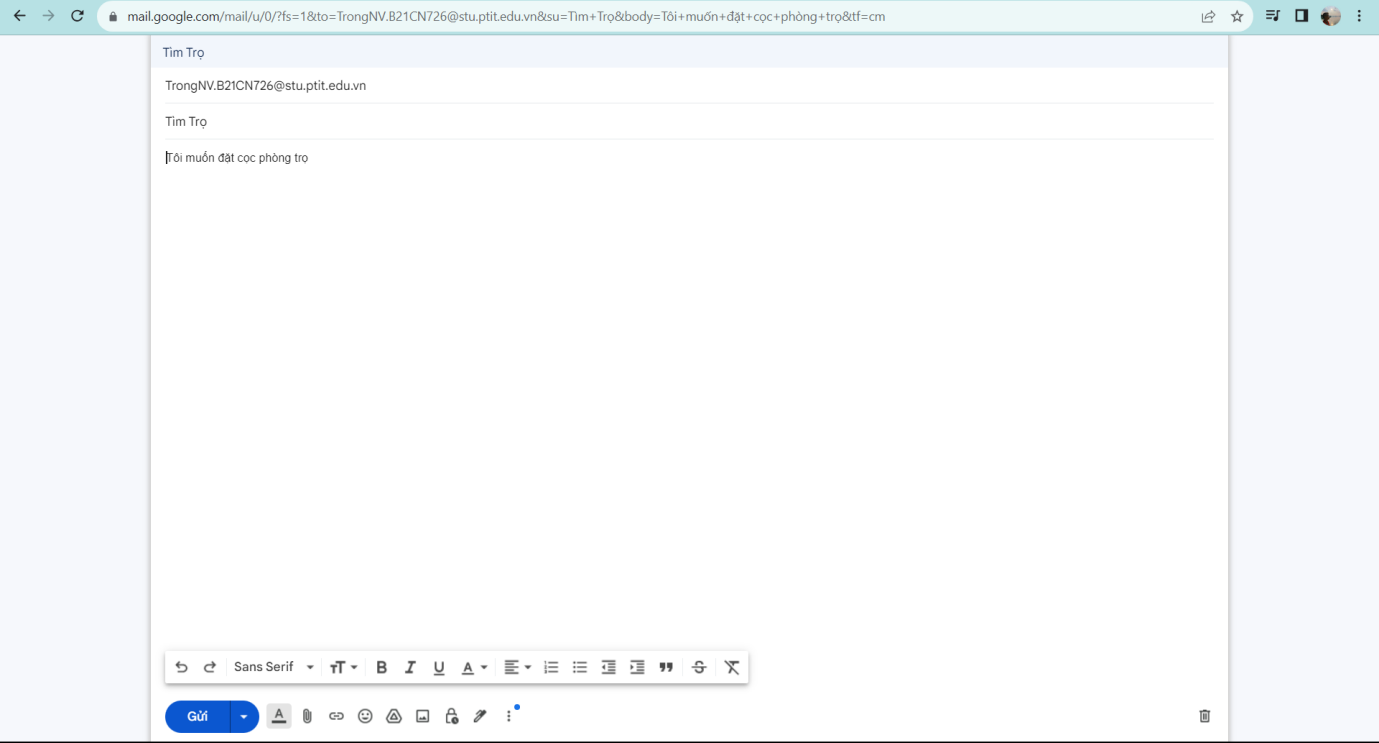 mail.google.com/mail/u/0/?fs=1&to=TrongNV.B21CN726@stu.ptit.edu.vn&su=Tìm+Trọ&body=Tôi+muốn+đặt+cọc+phòng+trọ&tf=cm
Tìm Trọ
TrongNV.B21CN726@stu.ptit.edu.vn
Tìm Trọ
Tôi muốn đặt cọc phòng trọ
Sans Serif
Gửi